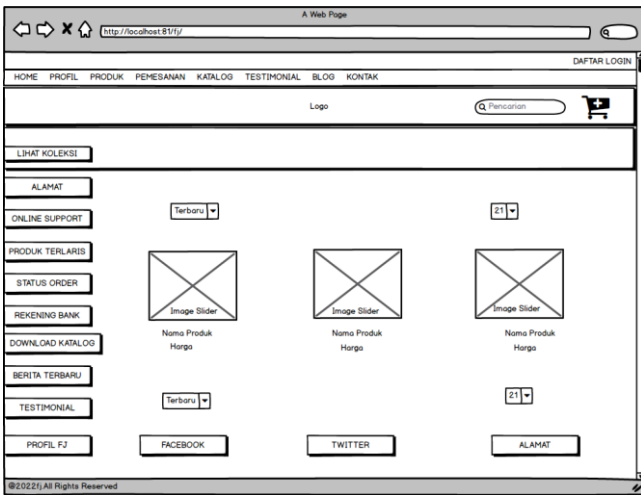 A Web Page
http://localhost:81/fj/
DAFTAR LOGIN
HOME PROFIL PRODUK PEMESANAN KATALOG TESTIMONIAL BLOG KONTAK
Logo
Pencarian
LIHAT KOLEKSI
ALAMAT
ONLINE SUPPORT
PRODUK TERLARIS
STATUS ORDER
REKENING BANK
DOWNLOAD KATALOG
BERITA TERBARU
TESTIMONIAL
PROFIL FJ
Terbaru 21
Image Slider Image Slider Image Slider
Nama Produk Nama Produk Nama Produk
Harga Harga Harga
Terbaru 21
FACEBOOK TWITTER ALAMAT
@2022fj.All Rights Reserved